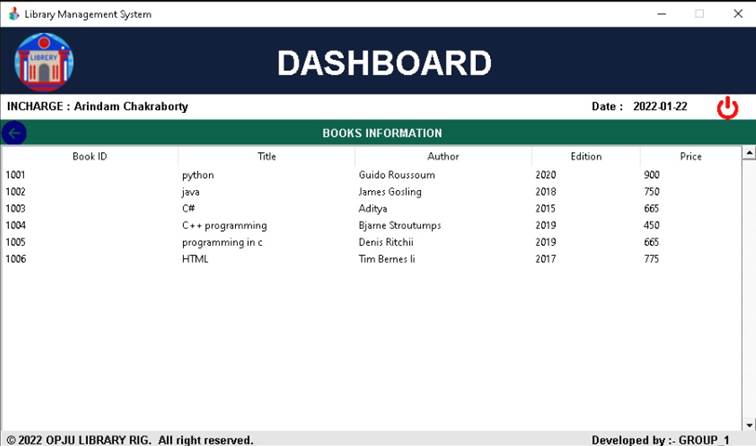 Library Management System
LIBRERY
DASHBOARD
INCHARGE : Arindam Chakraborty Date : 2022-01-22
BOOKS INFORMATION
Book ID Title Author Edition Price
1001 python Guido Roussoum 2020 900
1002 java James Gosling 2018 750
1003 C# Aditya 2015 665
1004 C++ programming Bjarne Stroutumps 2019 450
1005 programming in c Denis Ritchii 2019 665
1006 HTML Tim Bernes li 2017 775
© 2022 OPJU LIBRARY RIG. All right reserved. Developed by :- GROUP_1